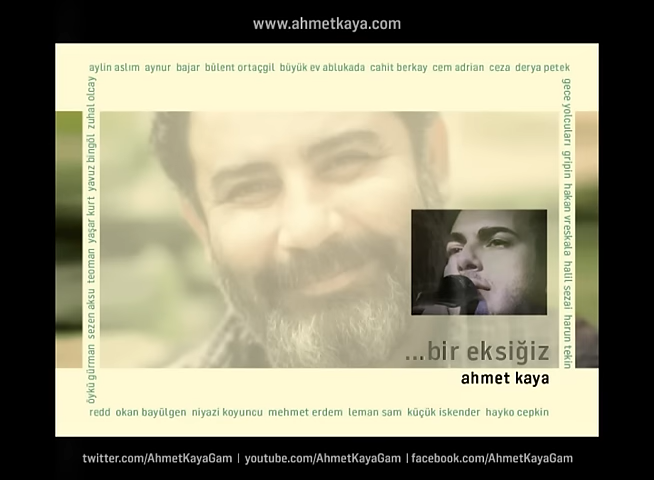 www.ahmetkaya.com
aylin aslım aynur bajar bülent ortaçgil büyük ev ablukada cahit berkay cem adrian ceza derya petek
gece yolcuları gripin hakan vreskala halil sezai harun tekin
öykü gürman sezen aksu teoman yaşar kurt yavuz bingöl zuhal olcay
...bir eksiğiz
ahmet kaya
redd okan bayülgen niyazi koyuncu mehmet erdem leman sam küçük iskender hayko cepkin
twitter.com/AhmetKayaGam | youtube.com/AhmetKayaGam | facebook.com/AhmetKayaGam